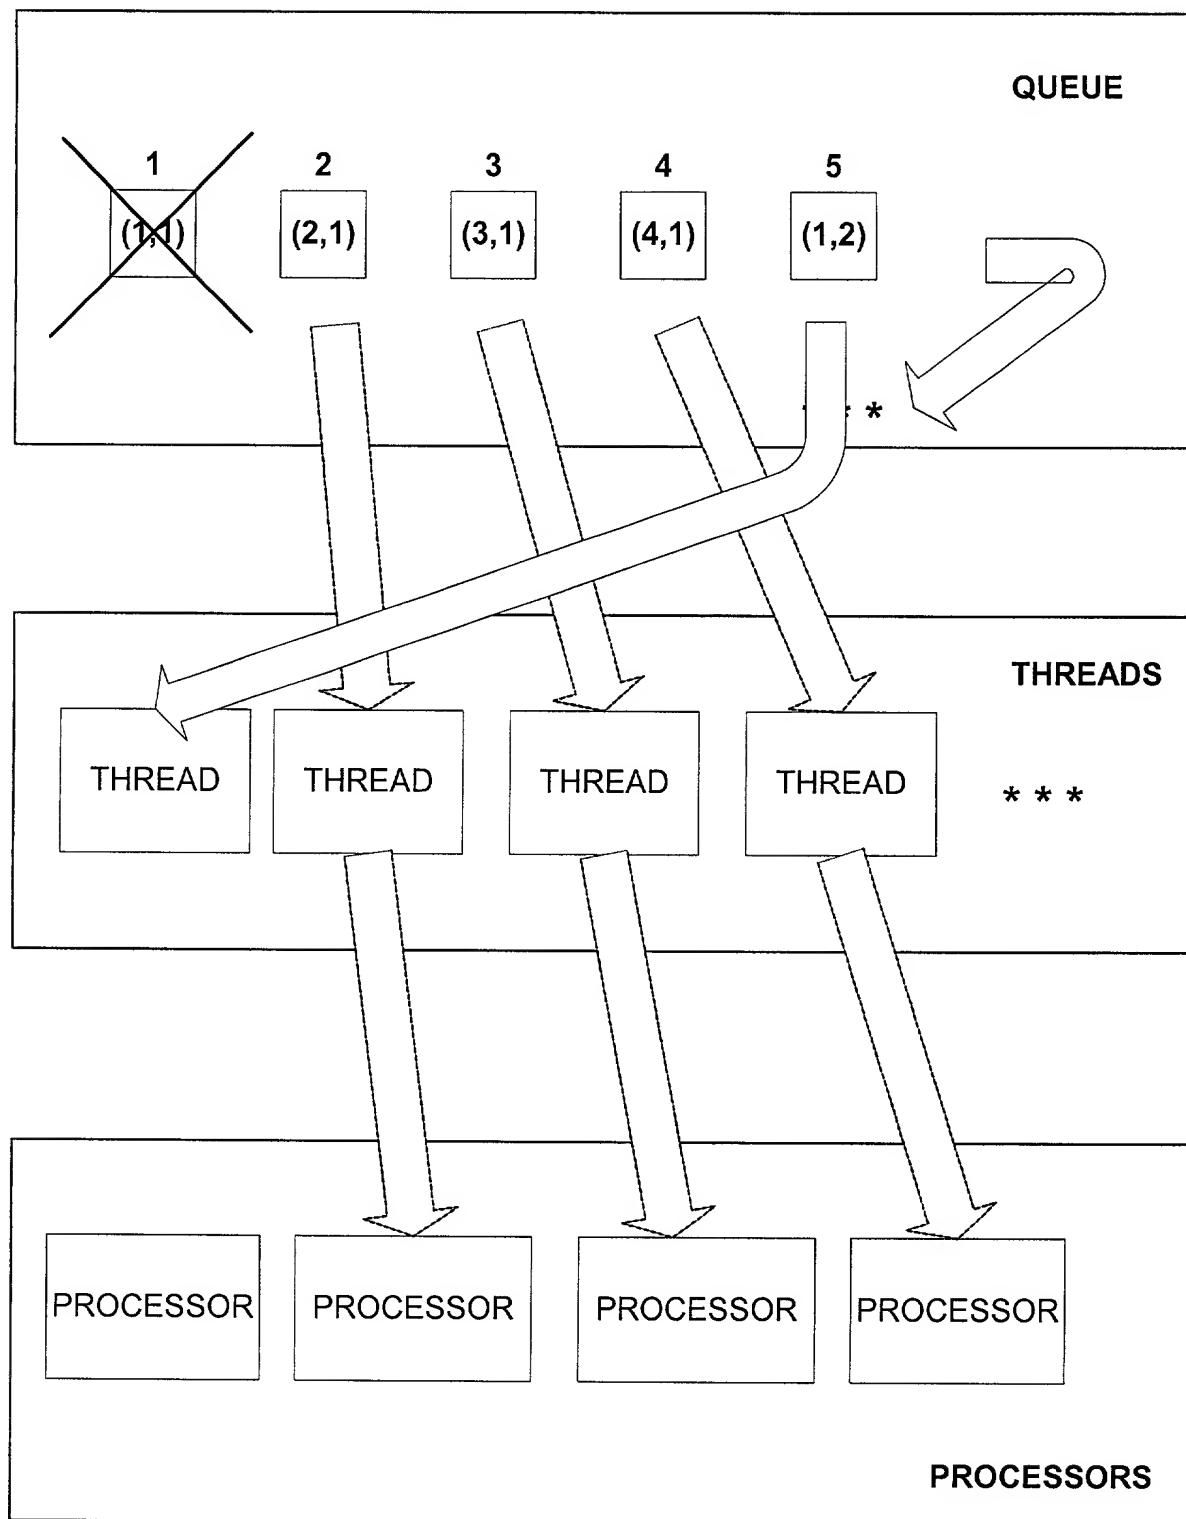 QUEUE
1 2 3 4 5
(1,1) (2,1) (3,1) (4,1) (1,2)
* * *
THREADS
THREAD THREAD THREAD THREAD
* * *
PROCESSOR PROCESSOR PROCESSOR PROCESSOR
PROCESSORS